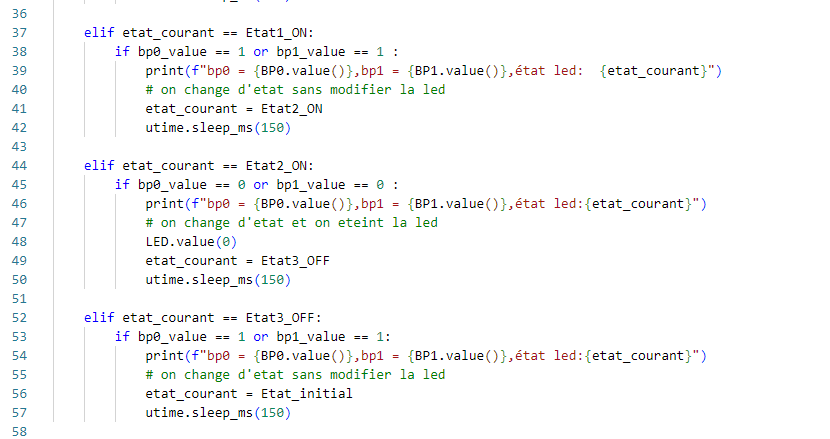 36
37 elif etat_courant == Etat1_ON:
38 if bp0_value == 1 or bp1_value == 1 :
39 print(f"bp0 = {BP0.value()},bp1 = {BP1.value()},état led:  {etat_courant}")
40 # on change d'etat sans modifier la led
41 etat_courant = Etat2_ON
42 utime.sleep_ms(150)
43
44 elif etat_courant == Etat2_ON:
45 if bp0_value == 0 or bp1_value == 0 :
46 print(f"bp0 = {BP0.value()},bp1 = {BP1.value()},état led:{etat_courant}")
47 # on change d'etat et on eteint la led
48 LED.value(0)
49 etat_courant = Etat3_OFF
50 utime.sleep_ms(150)
51
52 elif etat_courant == Etat3_OFF:
53 if bp0_value == 1 or bp1_value == 1:
54 print(f"bp0 = {BP0.value()},bp1 = {BP1.value()},état led:{etat_courant}")
55 # on change d'etat sans modifier la led
56 etat_courant = Etat_initial
57 utime.sleep_ms(150)
58